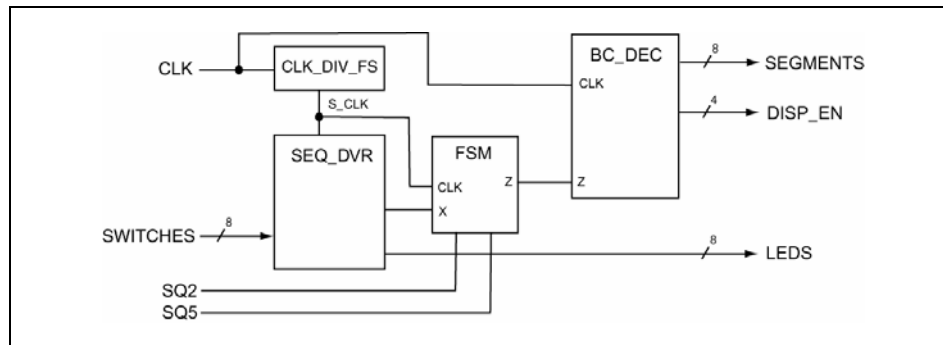 BC_DEC
8
SEGMENTS
CLK
CLK_DIV_FS
CLK
4
DISP_EN
S_CLK
SEQ_DVR
FSM
CLK
Z
Z
X
8
SWITCHES
8
LEDS
SQ2
SQ5